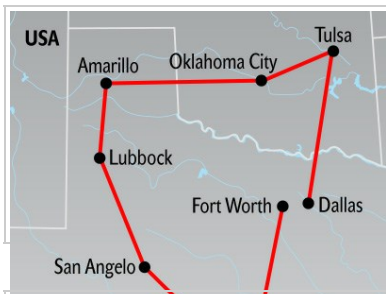 USA
Tulsa
Oklahoma City
Amarillo
Lubbock
Fort Worth
Dallas
San Angelo